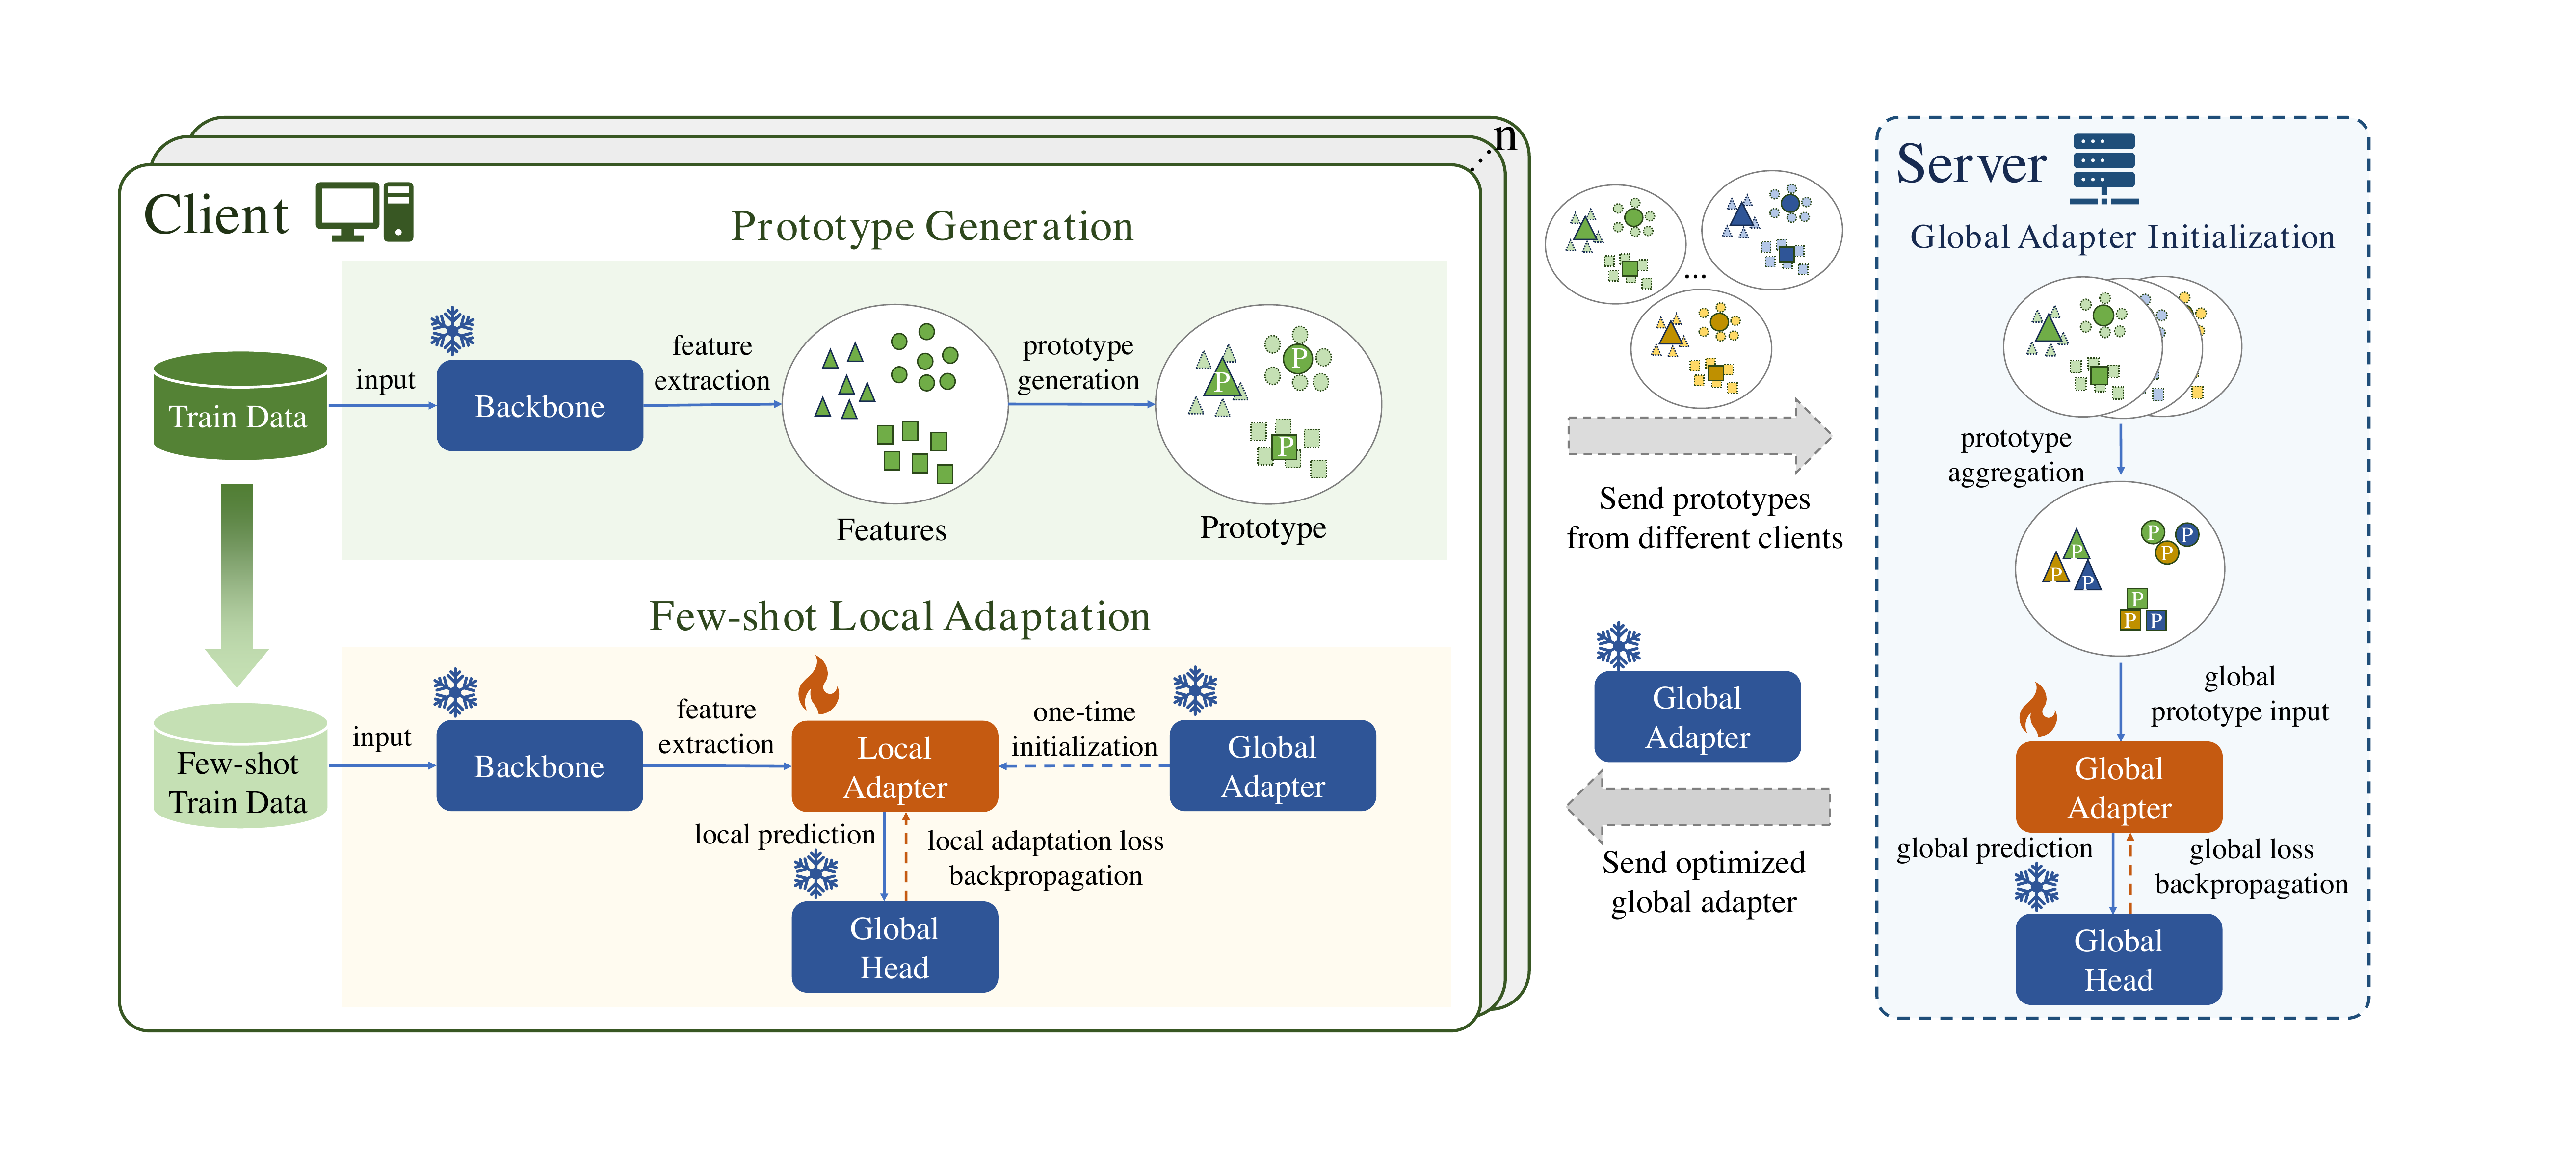 n
Client
Prototype Generation
Train Data
input
Backbone
feature
extraction
Features
prototype
generation
P
P
P
Prototype
Few-shot Local Adaptation
Few-shot
Train Data
input
Backbone
feature
extraction
Local
Adapter
one-time
initialization
Global
Adapter
local prediction
local adaptation loss
backpropagation
Global
Head
...
Send prototypes
from different clients
Global
Adapter
Send optimized
global adapter
Server
Global Adapter Initialization
prototype
aggregation
P
P
P
P
P
P
P
P
P
global
prototype input
Global
Adapter
global prediction
global loss
backpropagation
Global
Head